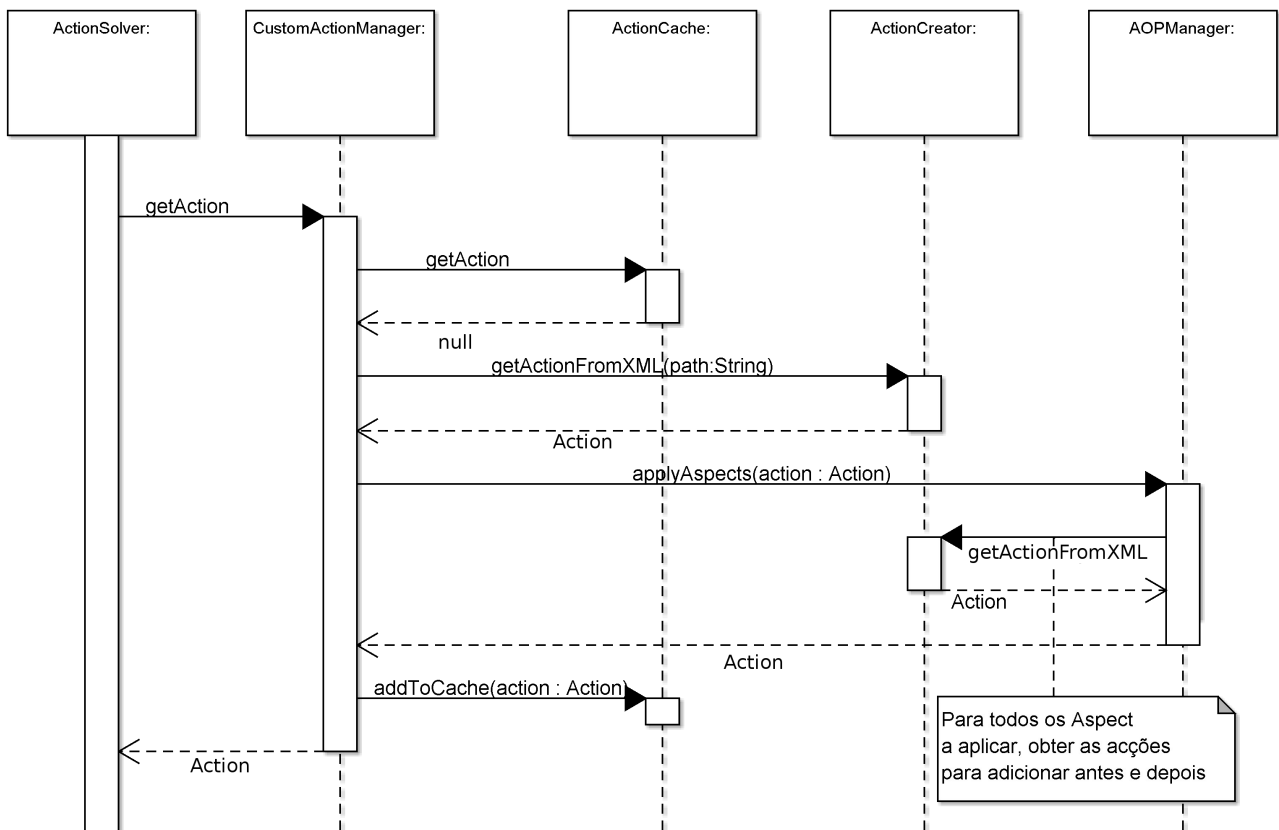 ActionSolver:
CustomActionManager:
ActionCache:
ActionCreator:
AOPManager:
getAction
getAction
null
getActionFromXML(path:String)
Action
applyAspects(action : Action)
getActionFromXML
Action
Action
addToCache(action : Action)
Para todos os Aspect
a aplicar, obter as acções
para adicionar antes e depois
Action